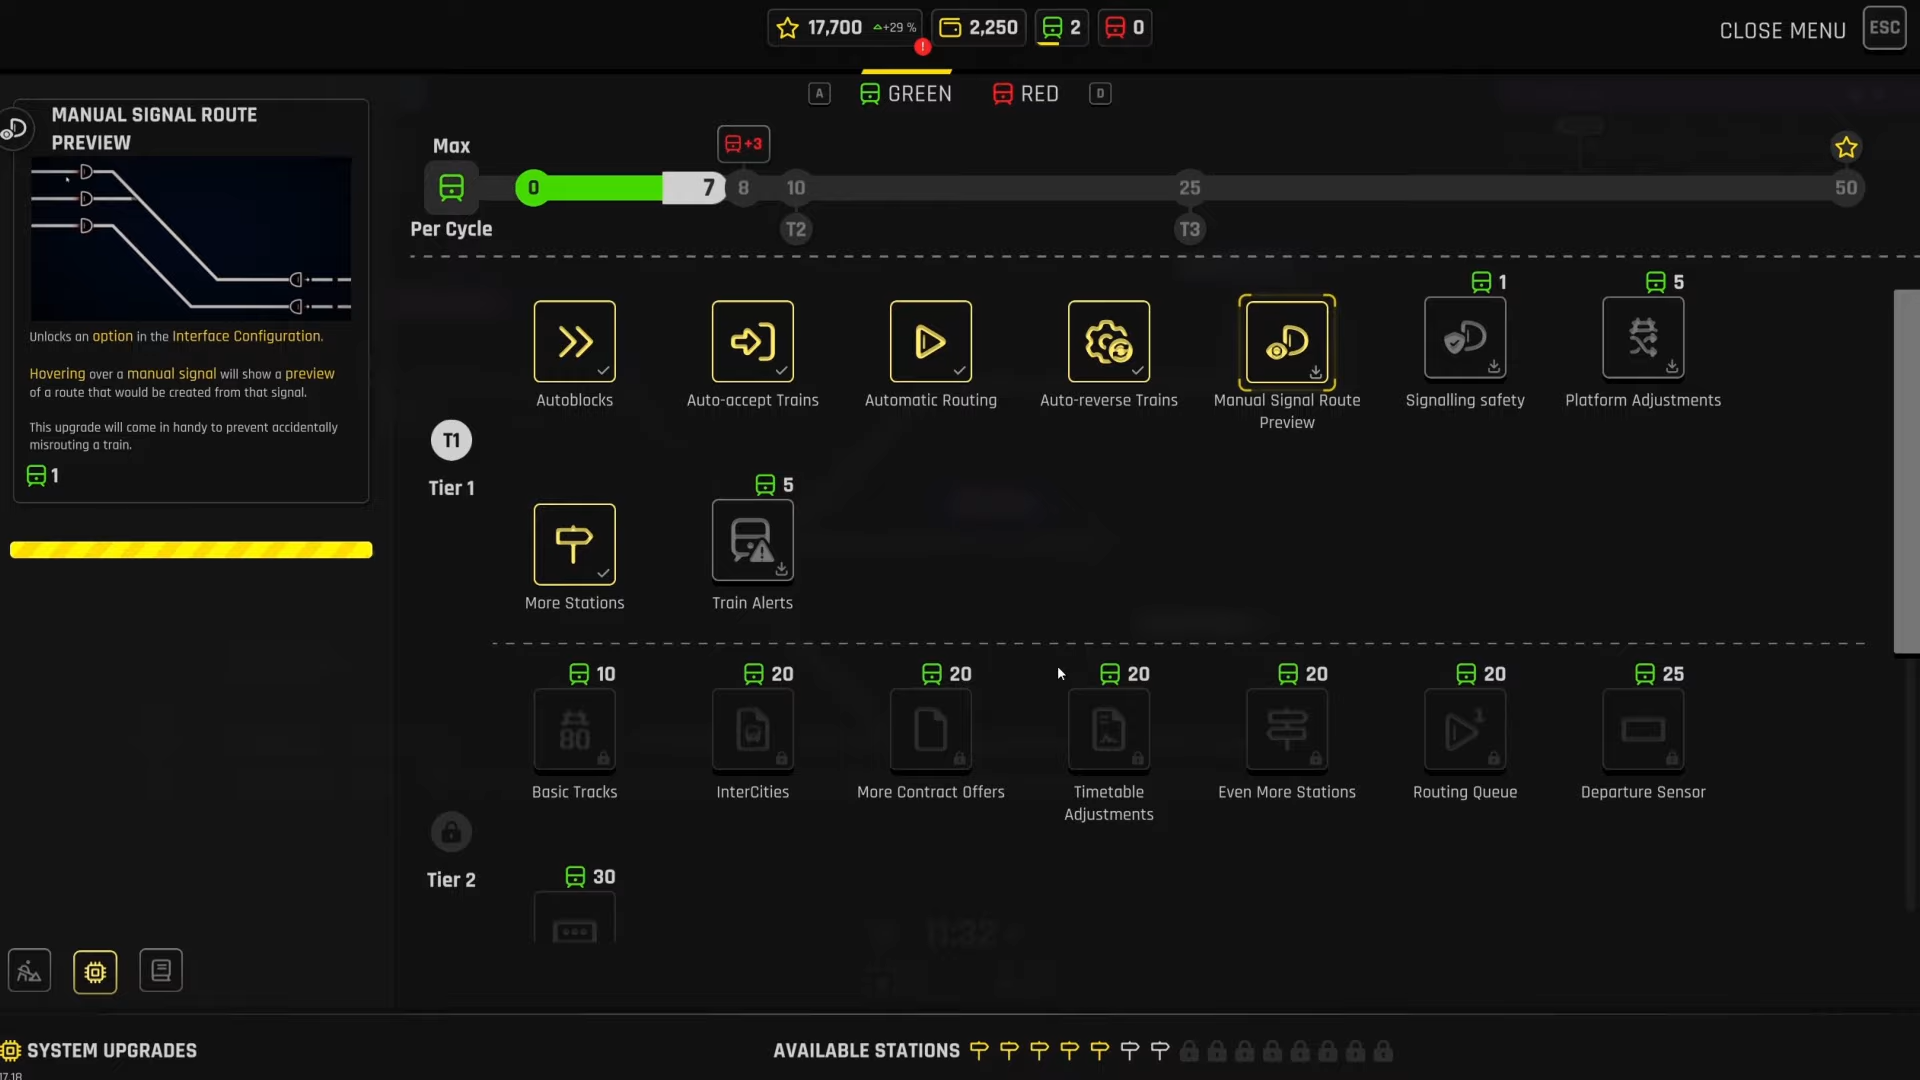 17,700 +29 % 2,250 2 0
!
CLOSE MENU ESC
A GREEN RED D
MANUAL SIGNAL ROUTE
PREVIEW
Unlocks an option in the Interface Configuration.
Hovering over a manual signal will show a preview
of a route that would be created from that signal.
This upgrade will come in handy to prevent accidentally
misrouting a train.
1
Max
Per Cycle
+3
0 7 8 10 25 50
T2 T3
1 5
Autoblocks Auto-accept Trains Automatic Routing Auto-reverse Trains Manual Signal Route Signalling safety Platform Adjustments
Preview
T1
Tier 1
5
More Stations Train Alerts
10 20 20 20 20 20 25
80 1
Basic Tracks InterCities More Contract Offers Timetable Even More Stations Routing Queue Departure Sensor
Adjustments
Tier 2
30
11:32
SYSTEM UPGRADES
AVAILABLE STATIONS
17.18